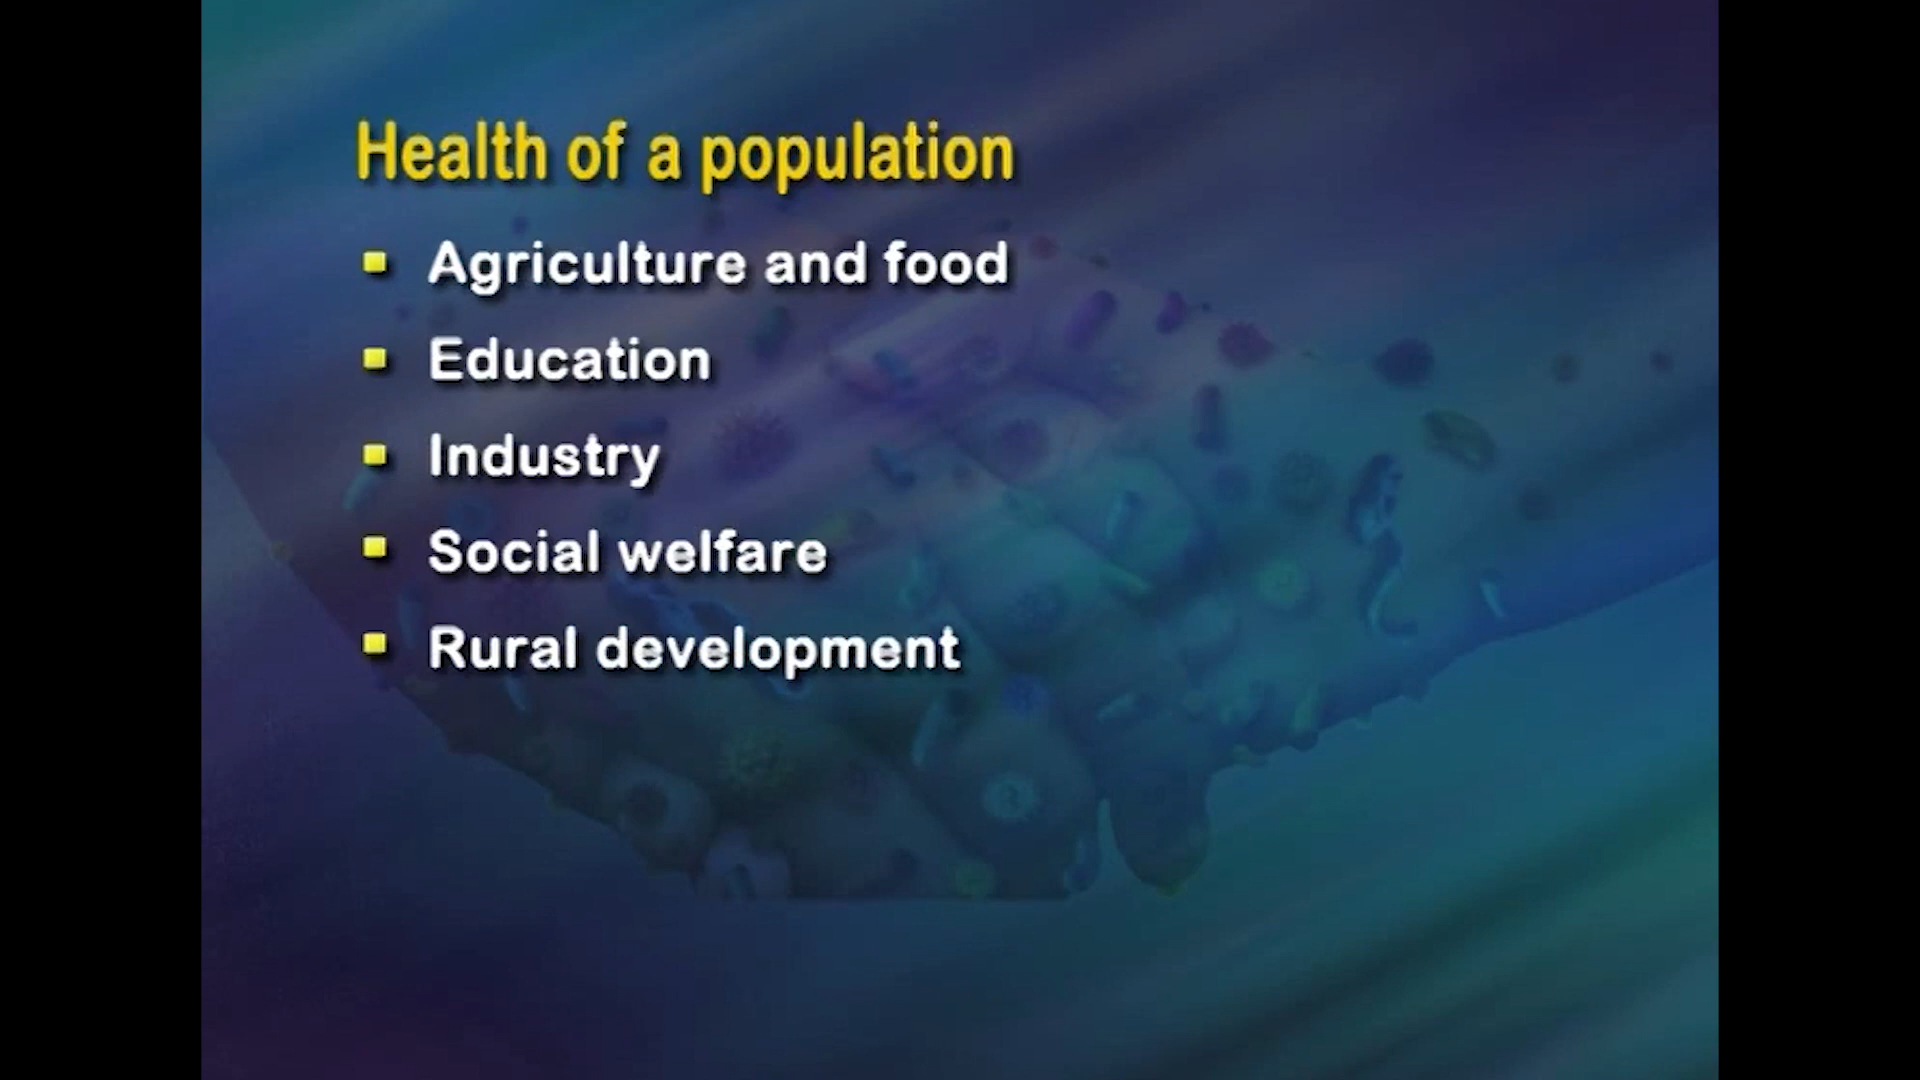 Health of a population
Agriculture and food
Education
Industry
Social welfare
Rural development